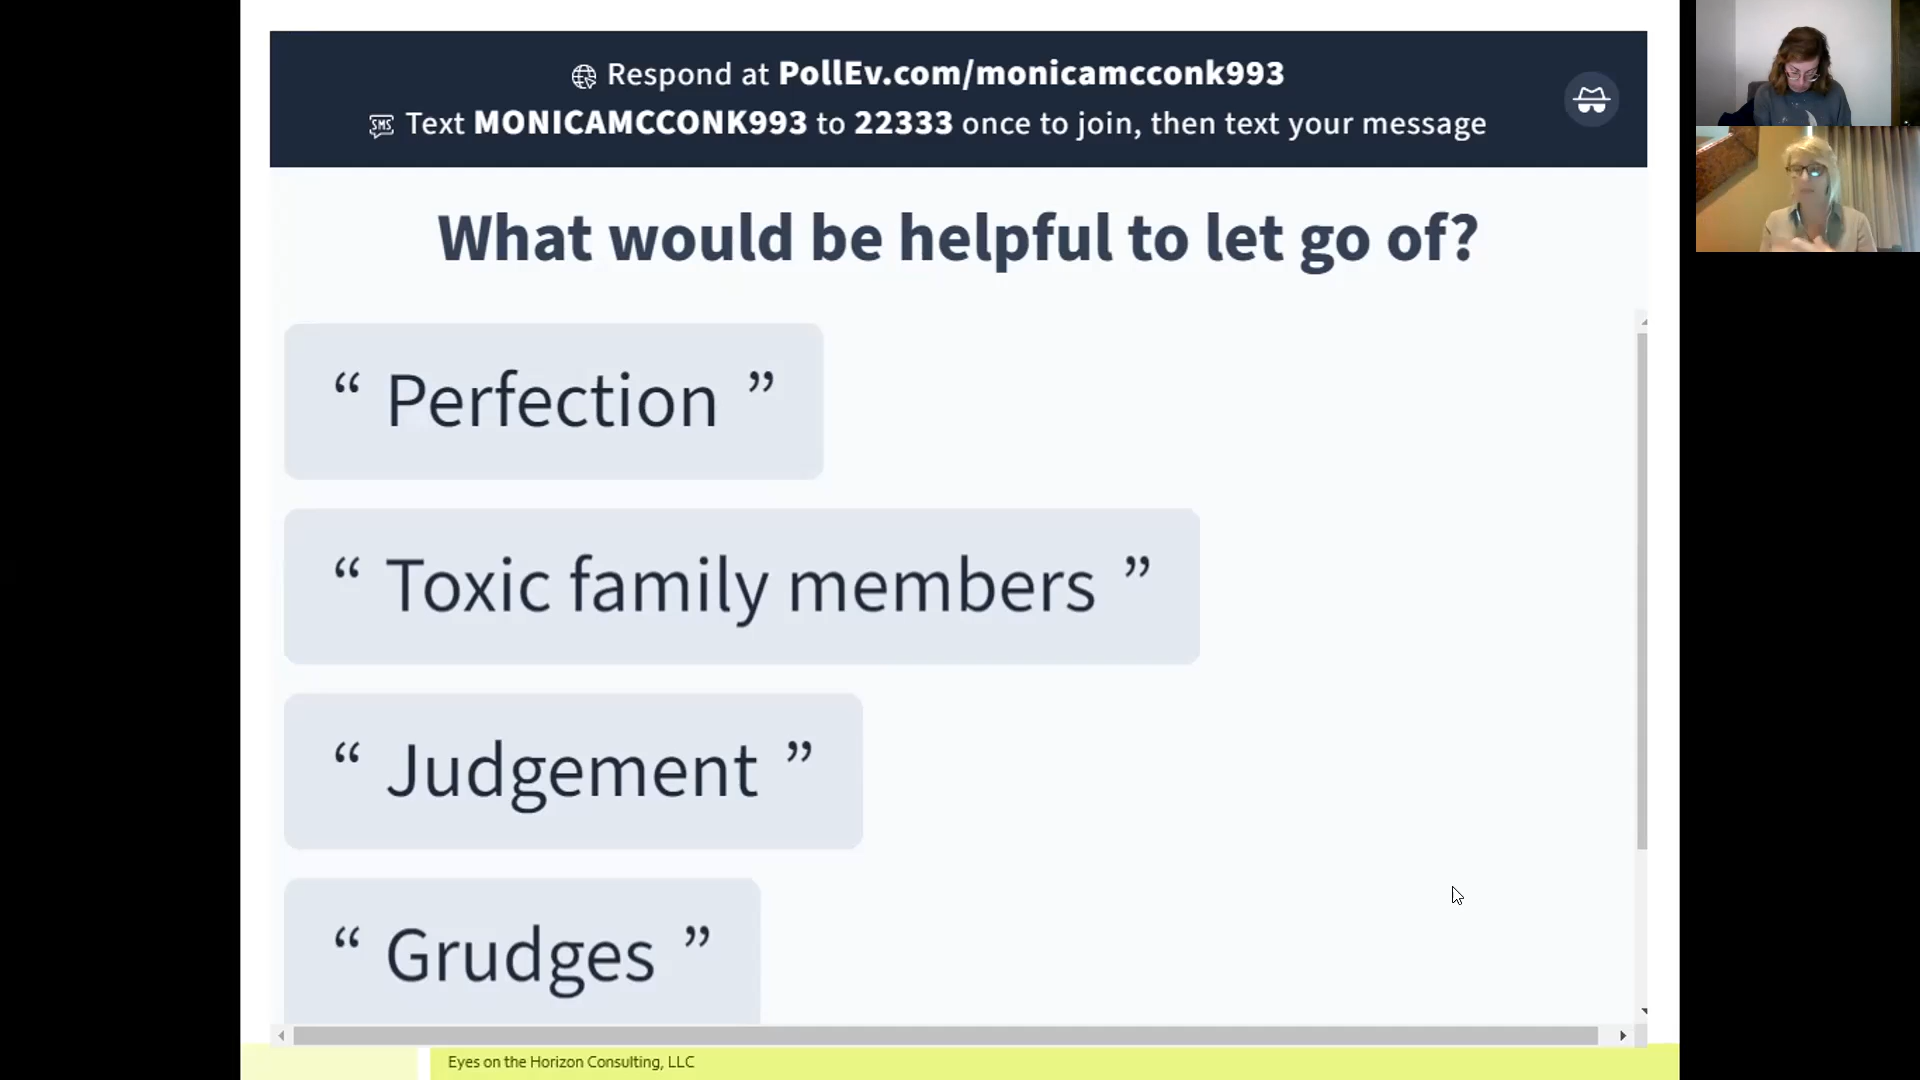 Respond at PollEv.com/monicamcconk993
SMS Text MONICAMCCONK993 to 22333 once to join, then text your message
What would be helpful to let go of?
“ Perfection ”
“ Toxic family members ”
“ Judgement ”
“ Grudges ”
Eyes on the Horizon Consulting, LLC